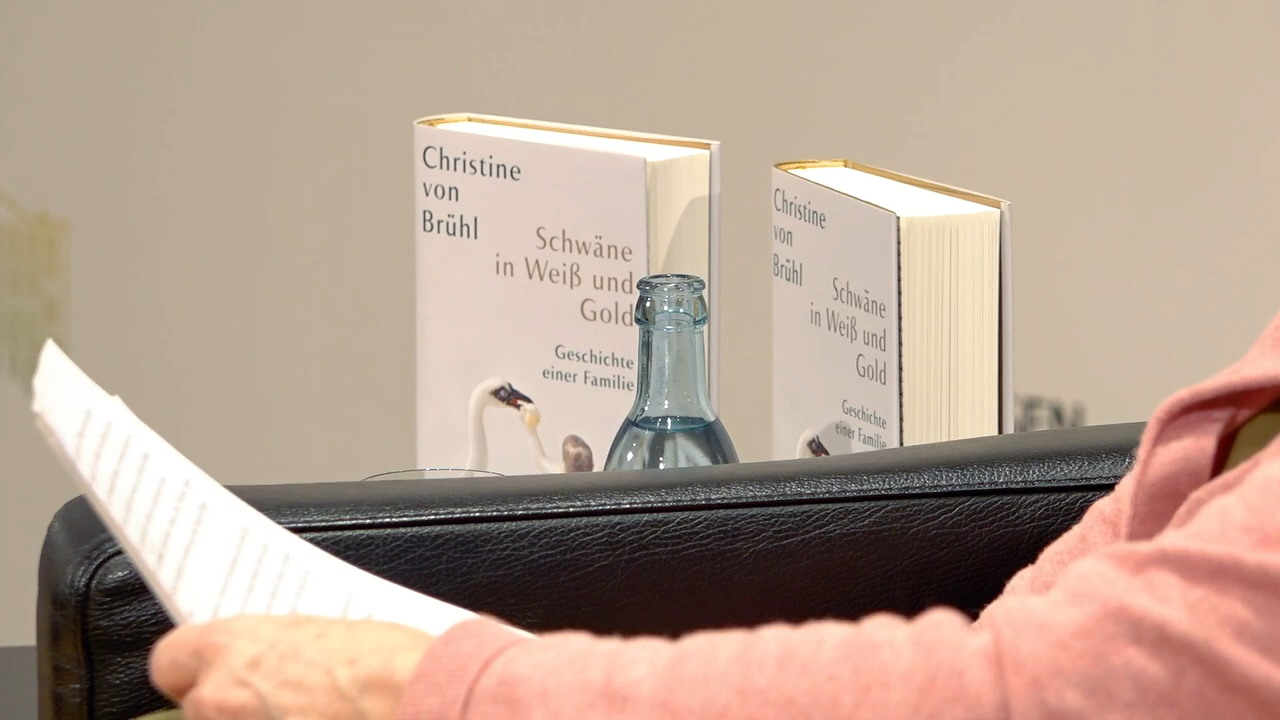 Christine
von
Brühl
Schwäne
in Weiß und
Gold
Geschichte
einer Familie
Christine
von
Brühl
Schwäne
in Weiß und
Gold
Geschichte
einer Familie
GEN